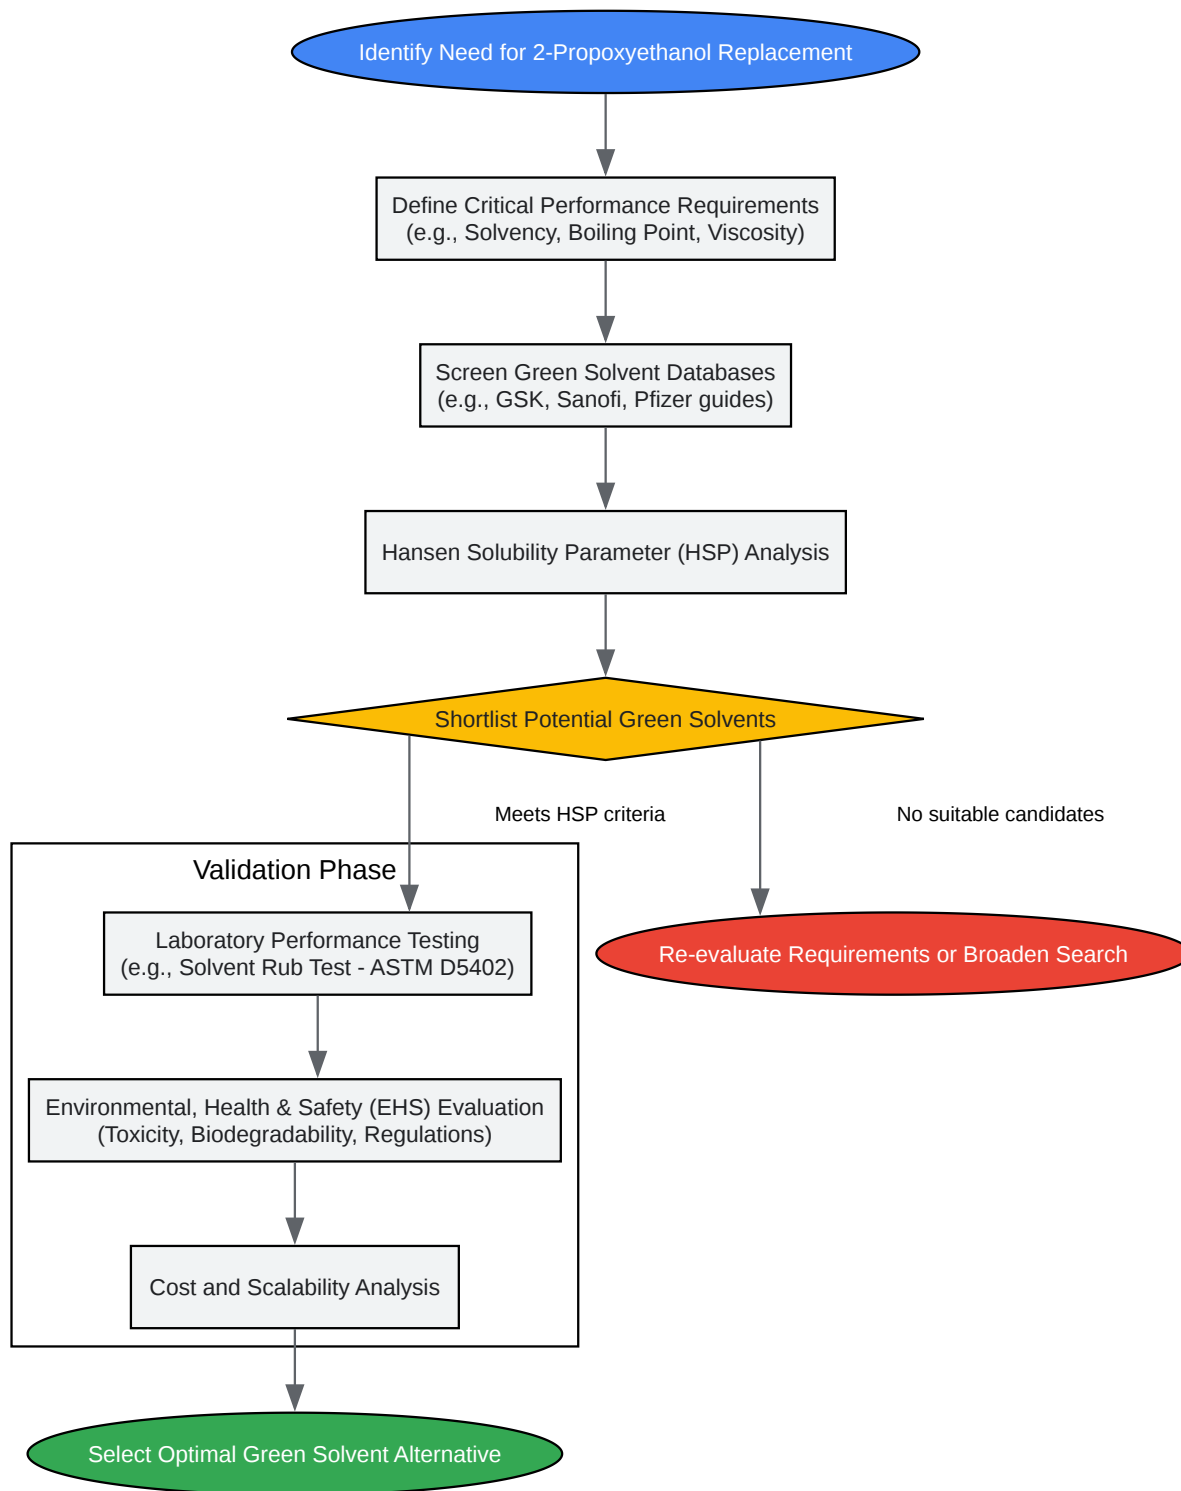 Identify Need for 2-Propoxyethanol Replacement
Define Critical Performance Requirements
(e.g., Solvency, Boiling Point, Viscosity)
Screen Green Solvent Databases
(e.g., GSK, Sanofi, Pfizer guides)
Hansen Solubility Parameter (HSP) Analysis
Shortlist Potential Green Solvents
Meets HSP criteria
No suitable candidates
Validation Phase
Laboratory Performance Testing
(e.g., Solvent Rub Test - ASTM D5402)
Re-evaluate Requirements or Broaden Search
Environmental, Health & Safety (EHS) Evaluation
(Toxicity, Biodegradability, Regulations)
Cost and Scalability Analysis
Select Optimal Green Solvent Alternative